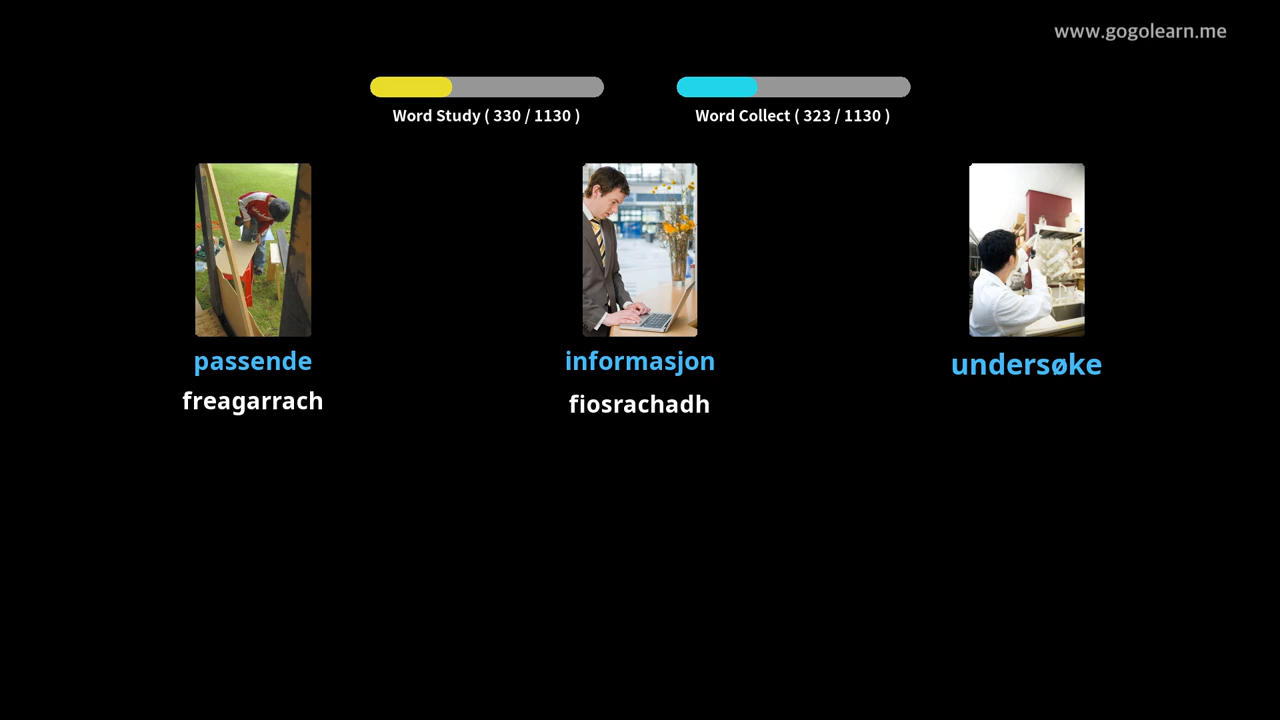 www.gogolearn.me
Word Study ( 330 / 1130 )
Word Collect ( 323 / 1130 )
passende
informasjon
undersøke
freagarrach
fiosrachadh